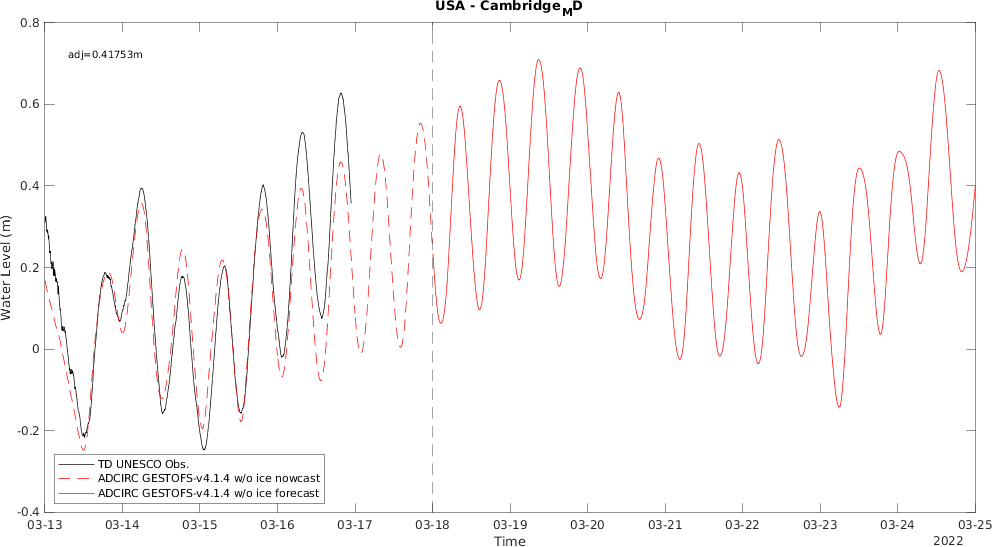 USA - Cambridge_MD
adj=0.41753m
0.8
0.6
0.4
0.2
0
-0.2
-0.4
Water Level (m)
TD UNESCO Obs.
ADCIRC GESTOFS-v4.1.4 w/o ice nowcast
ADCIRC GESTOFS-v4.1.4 w/o ice forecast
03-13 03-14 03-15 03-16 03-17 03-18 03-19 03-20 03-21 03-22 03-23 03-24 03-25
Time
2022